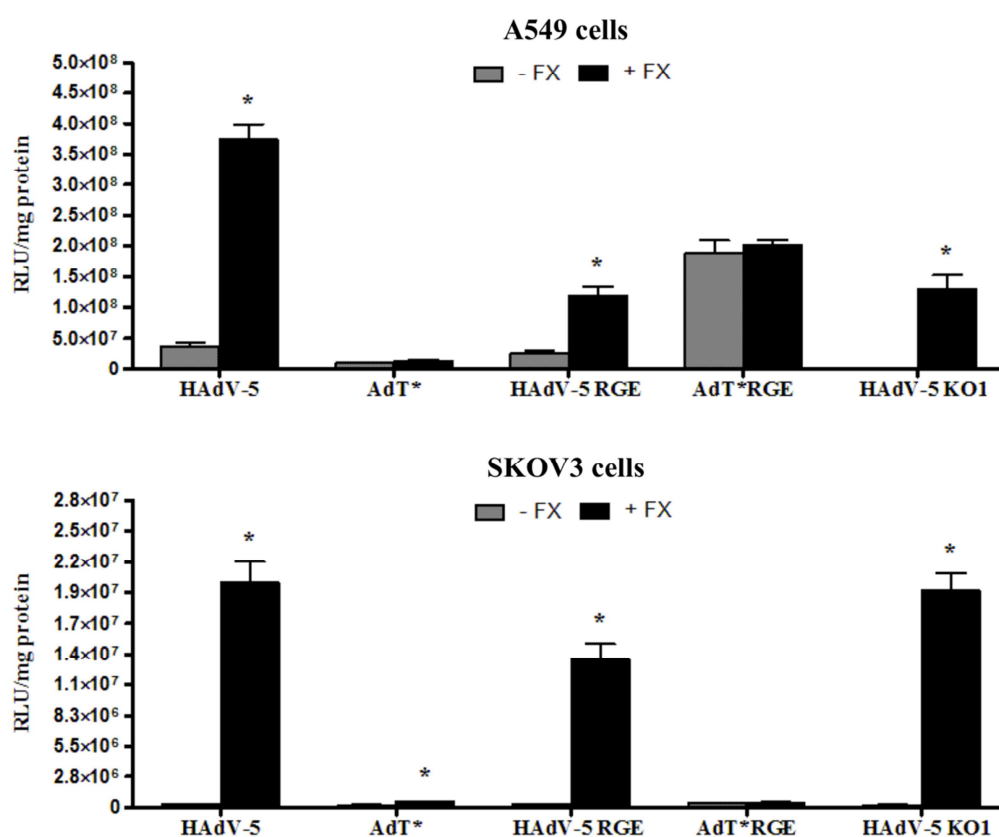 A549 cells
- FX + FX
RLU/mg protein
5.0×10⁸
4.5×10⁸
4.0×10⁸
3.5×10⁸
3.0×10⁸
2.5×10⁸
2.0×10⁸
1.5×10⁸
1.0×10⁸
5.0×10⁷
0
* * *
HAdV-5 AdT* HAdV-5 RGE AdT*RGE HAdV-5 KO1
SKOV3 cells
- FX + FX
RLU/mg protein
2.8×10⁷
2.5×10⁷
2.2×10⁷
1.9×10⁷
1.7×10⁷
1.4×10⁷
1.1×10⁷
8.3×10⁶
5.5×10⁶
2.8×10⁶
0
* * * *
HAdV-5 AdT* HAdV-5 RGE AdT*RGE HAdV-5 KO1